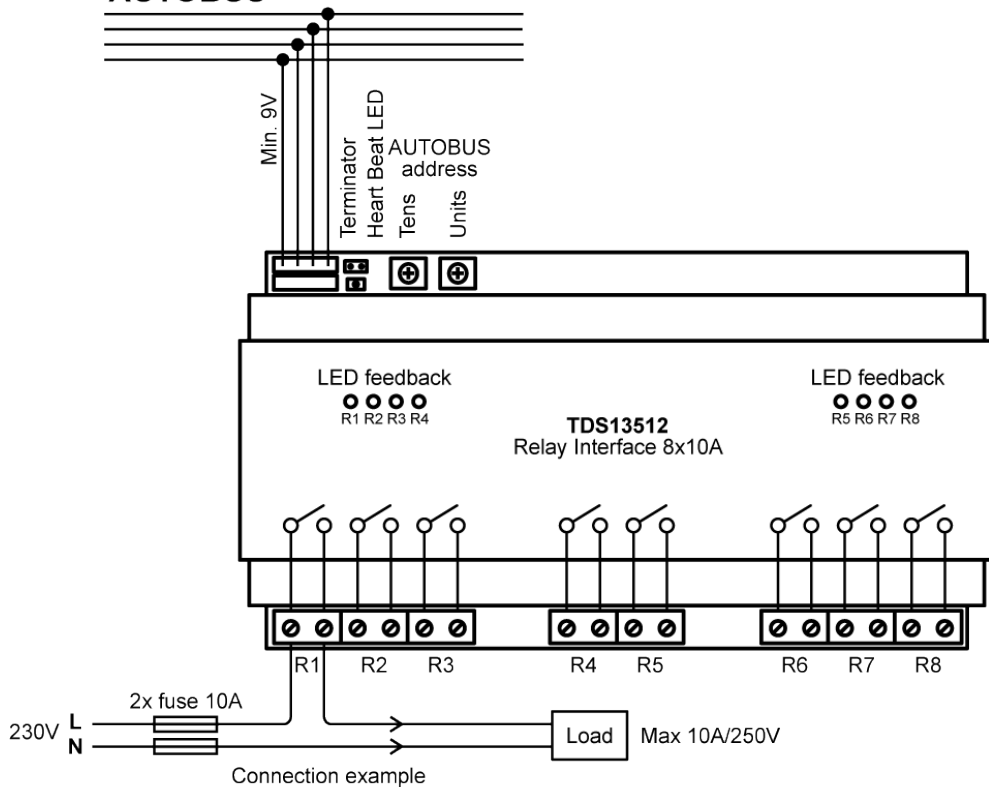 AUTOBUS
Min. 9V
Terminator
Heart Beat LED
AUTOBUS
address
Tens
Units
LED feedback
R1 R2 R3 R4
LED feedback
R5 R6 R7 R8
TDS13512
Relay Interface 8x10A
R1 R2 R3 R4 R5 R6 R7 R8
2x fuse 10A
230V L
N
Load
Max 10A/250V
Connection example